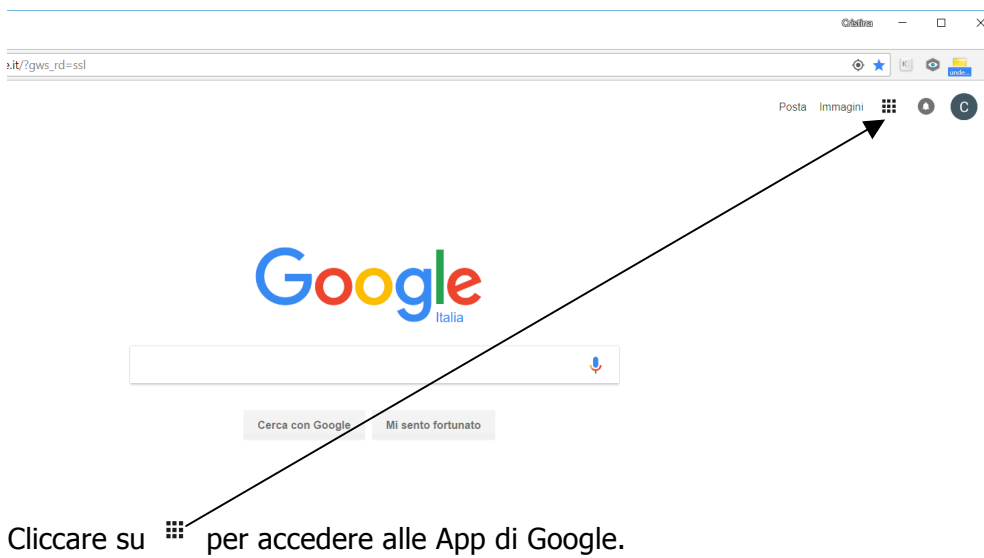 Cristina
e.it/?gws_rd=ssl
K
unde...
Posta Immagini
C
Google
Italia
Cerca con Google Mi sento fortunato
Cliccare su per accedere alle App di Google.